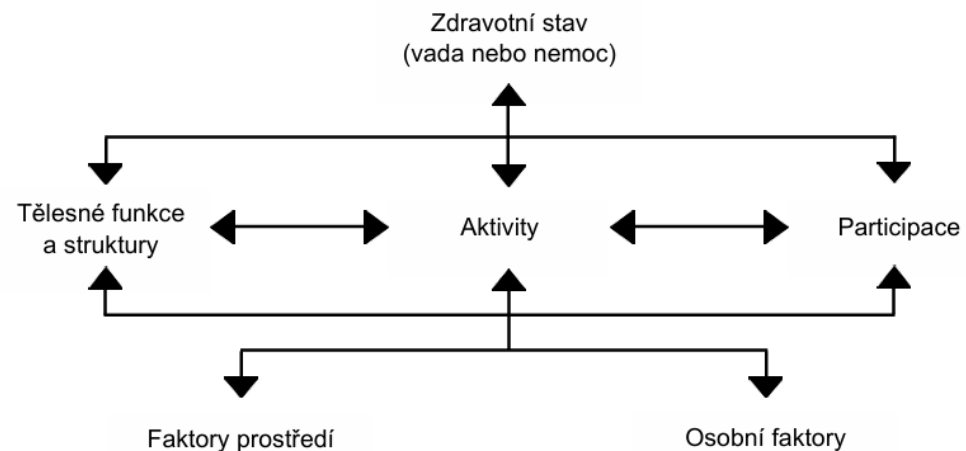 Zdravotní stav
(vada nebo nemoc)
Tělesné funkce
a struktury
Aktivity
Participace
Faktory prostředí
Osobní faktory